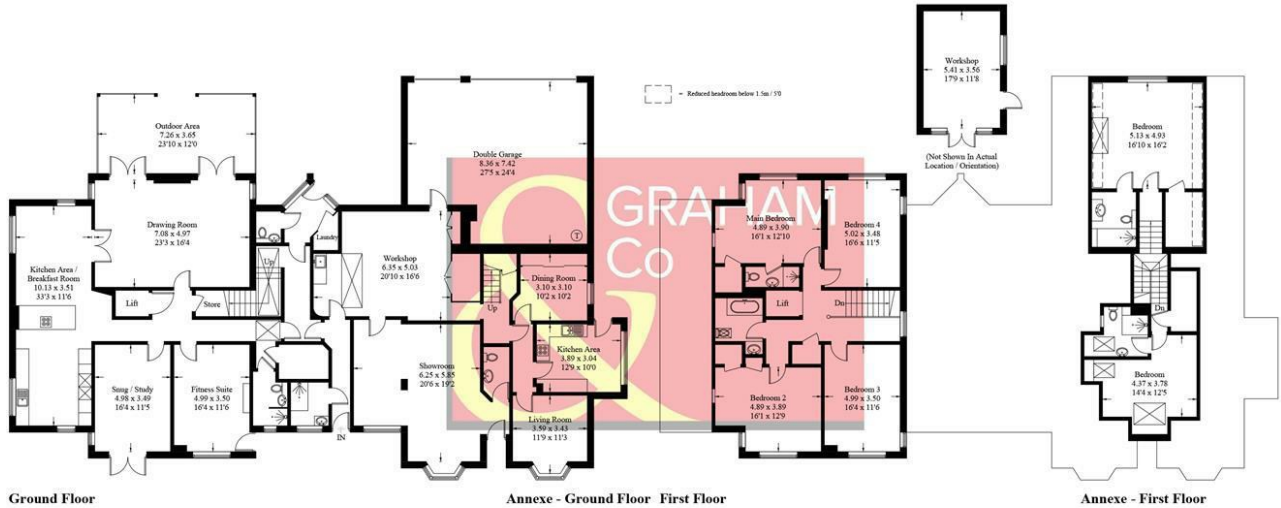 Workshop
5.41 x 3.56
17'9 x 11'8
(Not Shown In Actual
Location / Orientation)
- Reduced headroom below 1.5m / 5'0
Outdoor Area
7.26 x 3.65
23'10 x 12'0
Double Garage
8.36 x 7.42
27'5 x 24'4
T
Bedroom
5.13 x 4.93
16'10 x 16'2
GRAHAM
& Co
Drawing Room
7.08 x 4.97
23'3 x 16'4
Laundry
Workshop
6.35 x 5.03
20'10 x 16'6
Kitchen Area /
Breakfast Room
10.13 x 3.51
33'3 x 11'6
Lift
Store
Up
Up
Dining Room
3.10 x 3.10
10'2 x 10'2
Main Bedroom
4.89 x 3.90
16'1 x 12'10
Bedroom 4
5.02 x 3.48
16'6 x 11'5
Lift
Dn
Dn
Kitchen Area
3.89 x 3.04
12'9 x 10'0
Snug / Study
4.98 x 3.49
16'4 x 11'5
Fitness Suite
4.99 x 3.50
16'4 x 11'6
Showroom
6.25 x 5.85
20'6 x 19'2
IN
Living Room
3.59 x 3.43
11'9 x 11'3
Bedroom 2
4.89 x 3.89
16'1 x 12'9
Bedroom 3
4.99 x 3.50
16'4 x 11'6
Bedroom
4.37 x 3.78
14'4 x 12'5
Ground Floor
Annexe - Ground Floor
First Floor
Annexe - First Floor